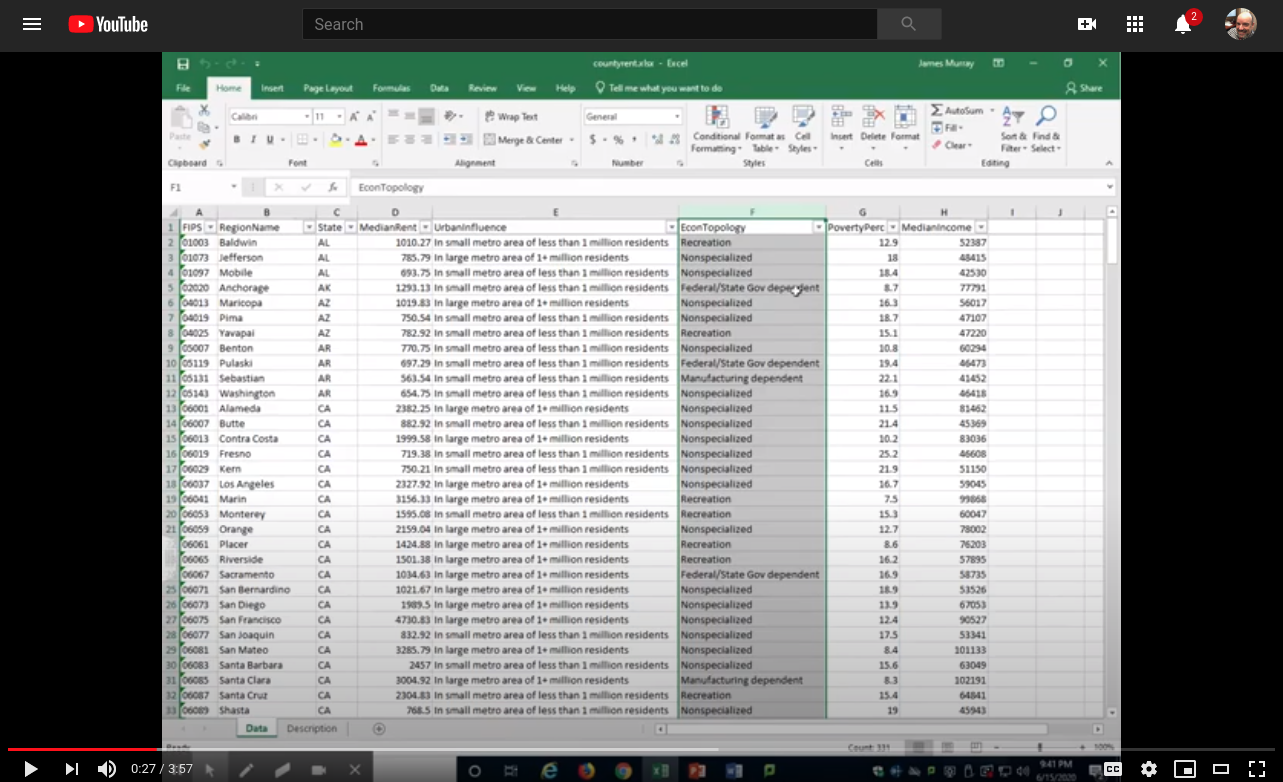 YouTube
Search
2
countyrent.xlsx - Excel
James Murray
File Home Insert Page Layout Formulas Data Review View Help Tell me what you want to do
Share
Calibri 11 Wrap Text General AutoSum
Paste Fill
B I U Merge & Center $ % Conditional Formatting Format as Table Cell Styles Insert Delete Format Clear Sort & Filter Find & Select
Clipboard Font Alignment Number Styles Cells Editing
F1 fx EconTopology
A B C D E F G H I J
1 FIPS RegionName State MedianRent UrbanInfluence EconTopology PovertyPerc MedianIncome
2 01003 Baldwin AL 1010.27 In small metro area of less than 1 million residents Recreation 12.9 52387
3 01073 Jefferson AL 785.79 In large metro area of 1+ million residents Nonspecialized 18 48415
4 01097 Mobile AL 693.75 In small metro area of less than 1 million residents Nonspecialized 18.4 42530
5 02020 Anchorage AK 1293.13 In small metro area of less than 1 million residents Federal/State Gov dependent 8.7 77791
6 04013 Maricopa AZ 1019.83 In large metro area of 1+ million residents Nonspecialized 16.3 56017
7 04019 Pima AZ 750.54 In small metro area of less than 1 million residents Nonspecialized 18.7 47107
8 04025 Yavapai AZ 782.92 In small metro area of less than 1 million residents Recreation 15.1 47220
9 05007 Benton AR 770.75 In small metro area of less than 1 million residents Nonspecialized 10.8 60294
10 05119 Pulaski AR 697.29 In small metro area of less than 1 million residents Federal/State Gov dependent 19.4 46473
11 05131 Sebastian AR 563.54 In small metro area of less than 1 million residents Manufacturing dependent 22.1 41452
12 05143 Washington AR 654.75 In small metro area of less than 1 million residents Nonspecialized 16.9 46418
13 06001 Alameda CA 2382.25 In large metro area of 1+ million residents Nonspecialized 11.5 81462
14 06007 Butte CA 882.92 In small metro area of less than 1 million residents Nonspecialized 21.4 45369
15 06013 Contra Costa CA 1999.58 In large metro area of 1+ million residents Nonspecialized 10.2 83036
16 06019 Fresno CA 719.38 In small metro area of less than 1 million residents Nonspecialized 25.2 46608
17 06029 Kern CA 750.21 In small metro area of less than 1 million residents Nonspecialized 21.9 51150
18 06037 Los Angeles CA 2327.92 In large metro area of 1+ million residents Nonspecialized 16.7 59045
19 06041 Marin CA 3156.33 In large metro area of 1+ million residents Recreation 7.5 99868
20 06053 Monterey CA 1595.08 In small metro area of less than 1 million residents Recreation 15.3 60047
21 06059 Orange CA 2159.04 In large metro area of 1+ million residents Nonspecialized 12.7 78002
06061 Placer CA 1424.88 In large metro area of 1+ million residents Recreation 8.6 76203
06065 Riverside CA 1501.38 In large metro area of 1+ million residents Recreation 16.2 57895
06067 Sacramento CA 1034.63 In large metro area of 1+ million residents Federal/State Gov dependent 16.9 58735
25 06071 San Bernardino CA 1021.67 In large metro area of 1+ million residents Nonspecialized 18.9 53526
26 06073 San Diego CA 1989.5 In large metro area of 1+ million residents Nonspecialized 13.9 67053
27 06075 San Francisco CA 4730.83 In large metro area of 1+ million residents Nonspecialized 12.4 90527
28 06077 San Joaquin CA 832.92 In small metro area of less than 1 million residents Nonspecialized 17.5 53341
29 06081 San Mateo CA 3285.79 In large metro area of 1+ million residents Nonspecialized 8.4 101133
30 06083 Santa Barbara CA 2457 In small metro area of less than 1 million residents Nonspecialized 15.6 63049
31 06085 Santa Clara CA 3004.92 In large metro area of 1+ million residents Manufacturing dependent 8.3 102191
32 06087 Santa Cruz CA 2304.83 In small metro area of less than 1 million residents Recreation 15.4 64841
33 06089 Shasta CA 768.5 In small metro area of less than 1 million residents Nonspecialized 19 45943
Data Description
Ready Count: 331 100%
0:27 / 3:57 9:41 PM
6/15/2020 CC